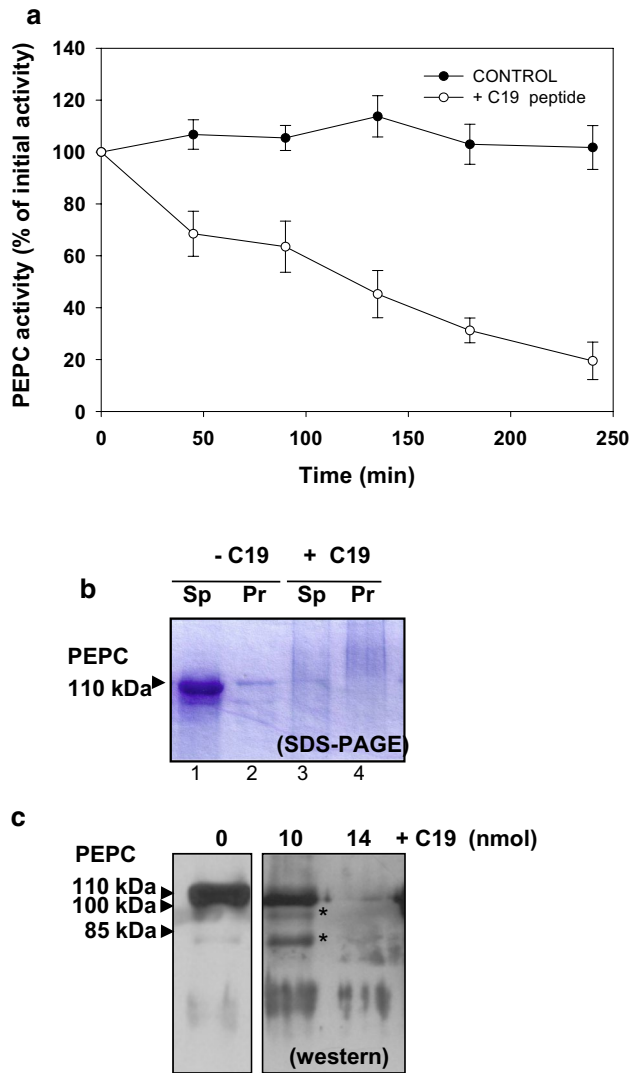 a
PEPC activity (% of initial activity)
140
120
100
80
60
40
20
0
CONTROL
+ C19 peptide
0 50 100 150 200 250
Time (min)
b
- C19 + C19
Sp Pr Sp Pr
PEPC
110 kDa
(SDS-PAGE)
1 2 3 4
c
0 10 14 + C19 (nmol)
PEPC
110 kDa
100 kDa
85 kDa
*
*
(western)